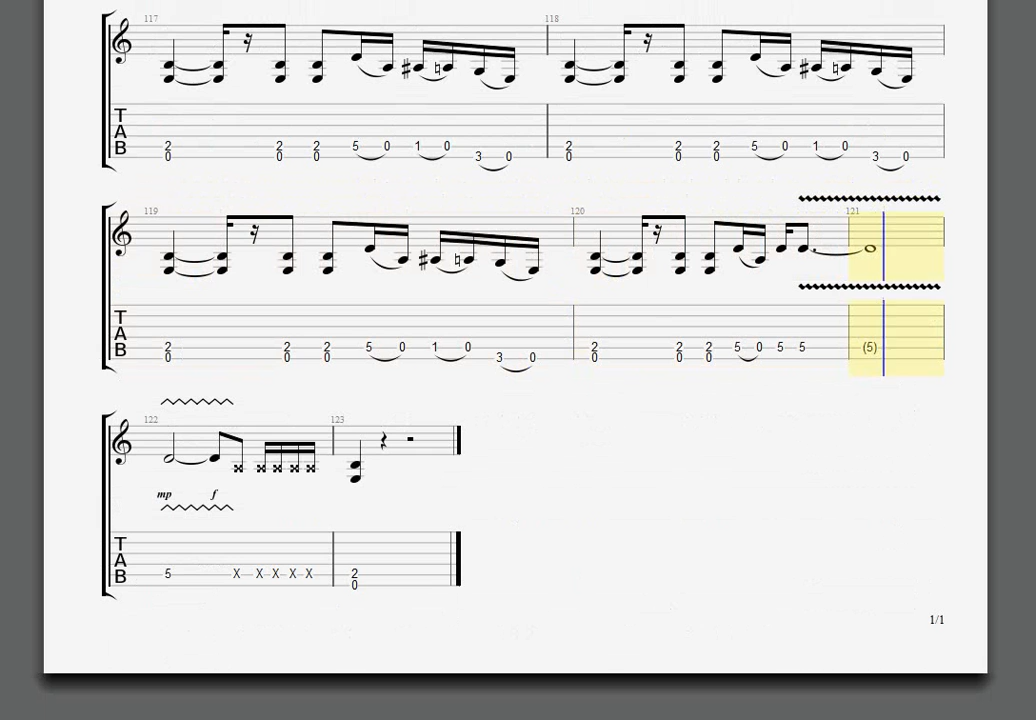 117 118
T
A
B
2 2 2 5 0 1 0 2 2 2 5 0 1 0
0 0 0 3 0 0 0 0 3 0
119 120 121
T
A
B
2 2 2 5 0 1 0 2 2 2 5 0 5 5 (5)
0 0 0 3 0 0 0 0
122 123
mp f
T
A
B
5 X X X X X 2
0
1/1